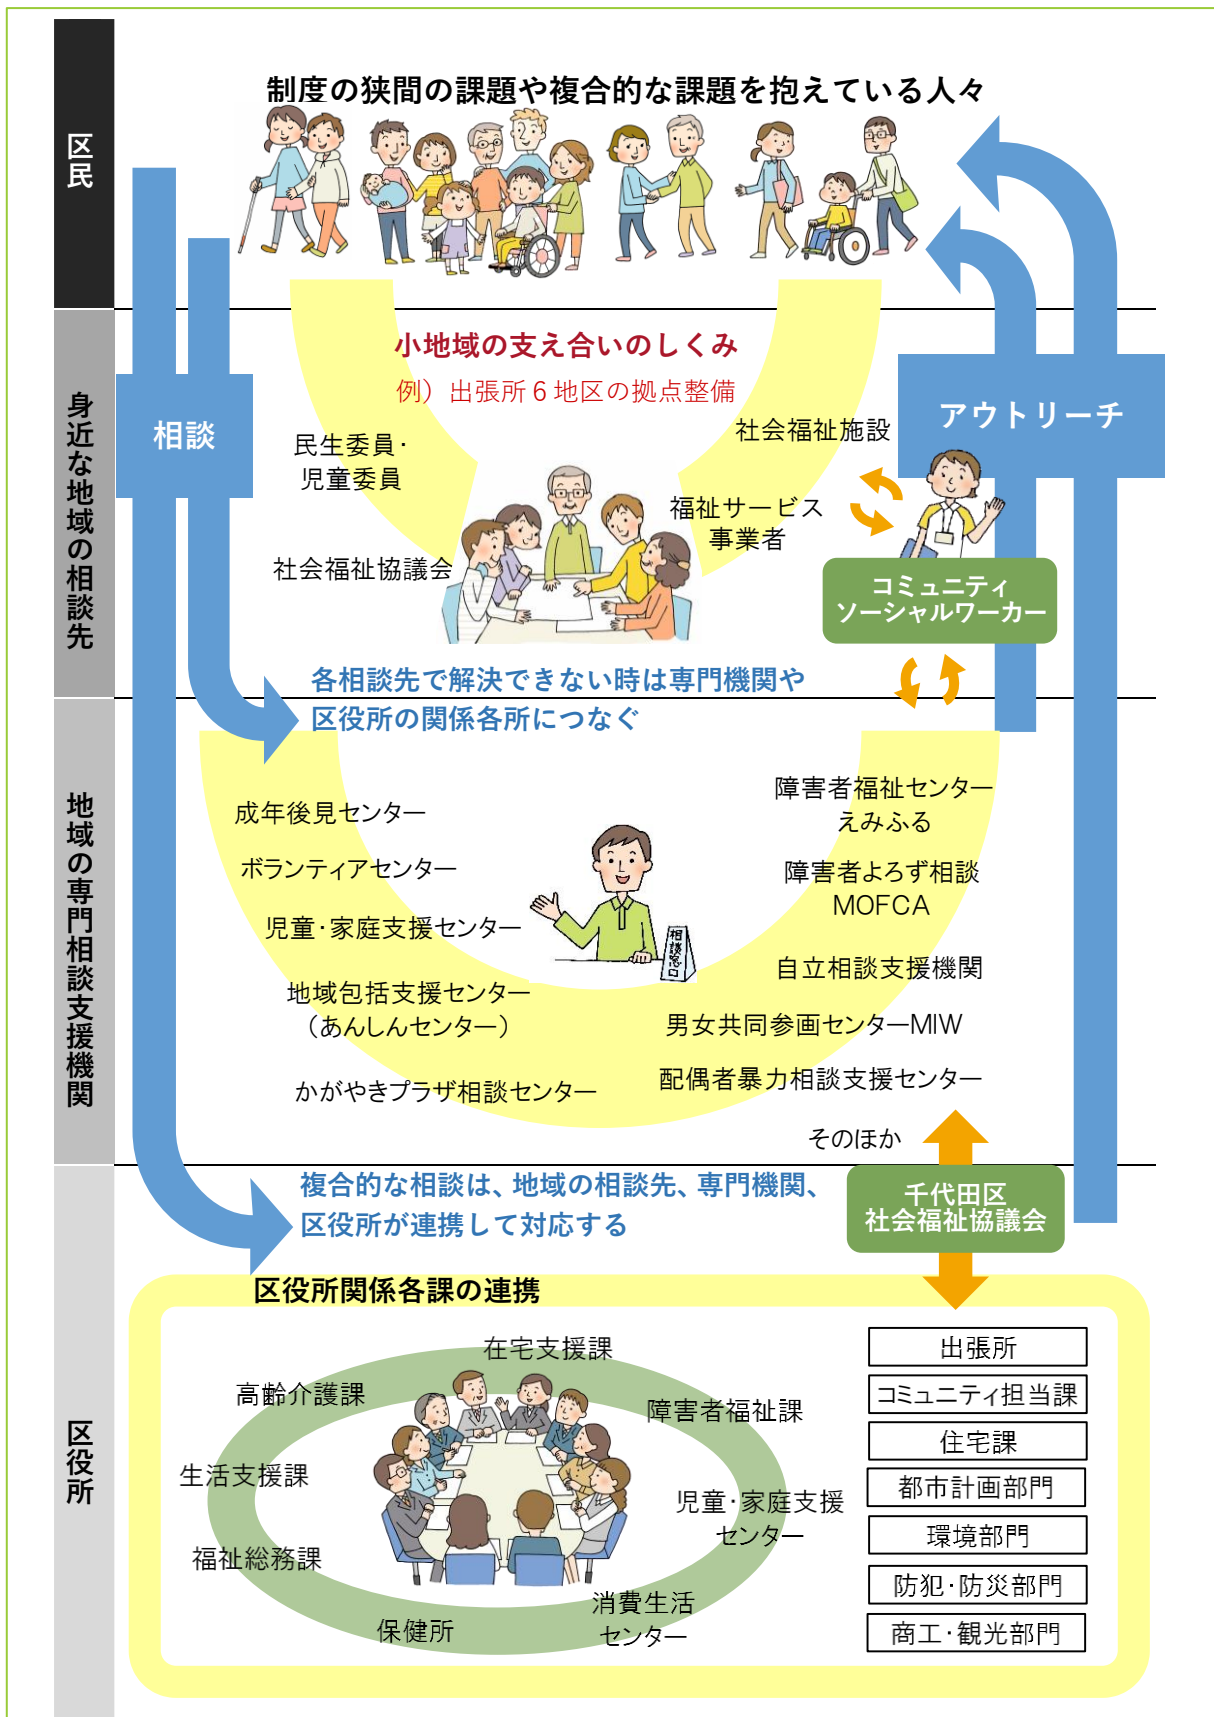 区民
制度の狭間の課題や複合的な課題を抱えている人々
身近な地域の相談先
小地域の支え合いのしくみ
例）出張所６地区の拠点整備
相談
アウトリーチ
民生委員・
児童委員
社会福祉協議会
社会福祉施設
福祉サービス
事業者
コミュニティ
ソーシャルワーカー
各相談先で解決できない時は専門機関や
区役所の関係各所につなぐ
地域の専門相談支援機関
成年後見センター
ボランティアセンター
児童・家庭支援センター
地域包括支援センター
（あんしんセンター）
かがやきプラザ相談センター
相談窓口
障害者福祉センター
えみふる
障害者よろず相談
MOFCA
自立相談支援機関
男女共同参画センターMIW
配偶者暴力相談支援センター
そのほか
複合的な相談は、地域の相談先、専門機関、
区役所が連携して対応する
千代田区
社会福祉協議会
区役所
区役所関係各課の連携
在宅支援課
高齢介護課
障害者福祉課
生活支援課
児童・家庭支援
センター
福祉総務課
消費生活
センター
保健所
出張所
コミュニティ担当課
住宅課
都市計画部門
環境部門
防犯・防災部門
商工・観光部門